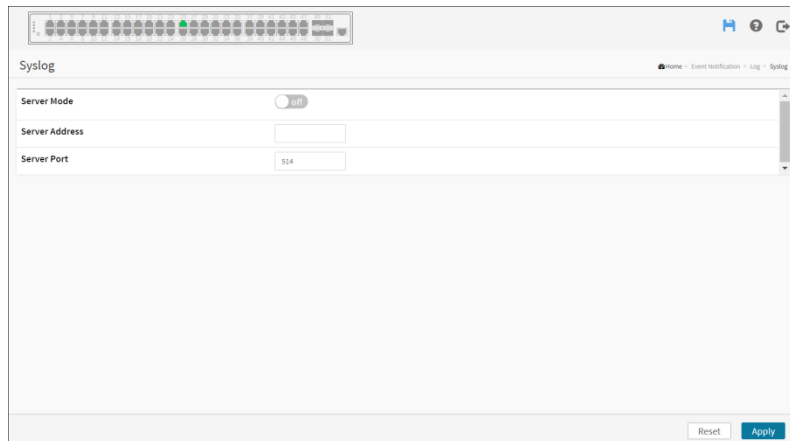 Syslog
Home > Event Notification > Log > Syslog
Server Mode
off
Server Address
Server Port
514
Reset
Apply